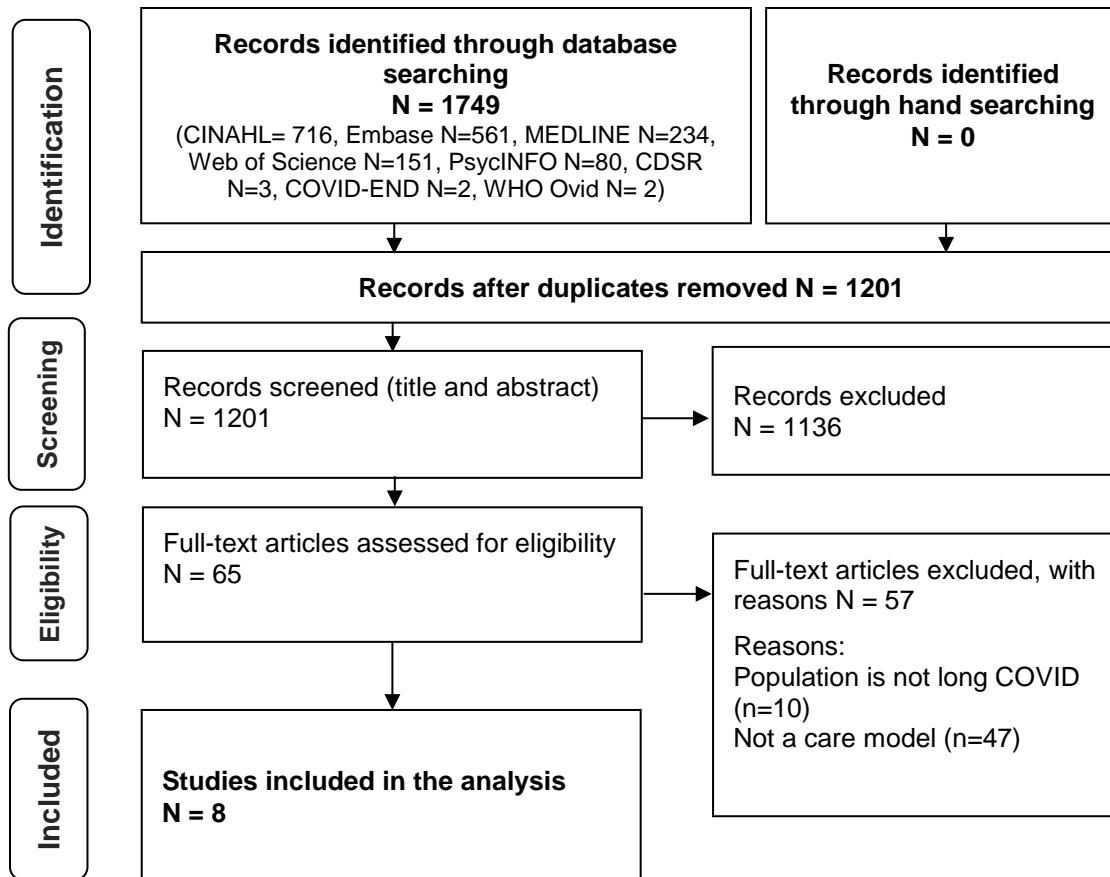 Identification
Records identified through database
searching
N = 1749
(CINAHL= 716, Embase N=561, MEDLINE N=234,
Web of Science N=151, PsycINFO N=80, CDSR
N=3, COVID-END N=2, WHO Ovid N= 2)
Records identified
through hand searching
N = 0
Records after duplicates removed N = 1201
Screening
Records screened (title and abstract)
N = 1201
Records excluded
N = 1136
Eligibility
Full-text articles assessed for eligibility
N = 65
Full-text articles excluded, with
reasons N = 57
Reasons:
Population is not long COVID
(n=10)
Not a care model (n=47)
Included
Studies included in the analysis
N = 8